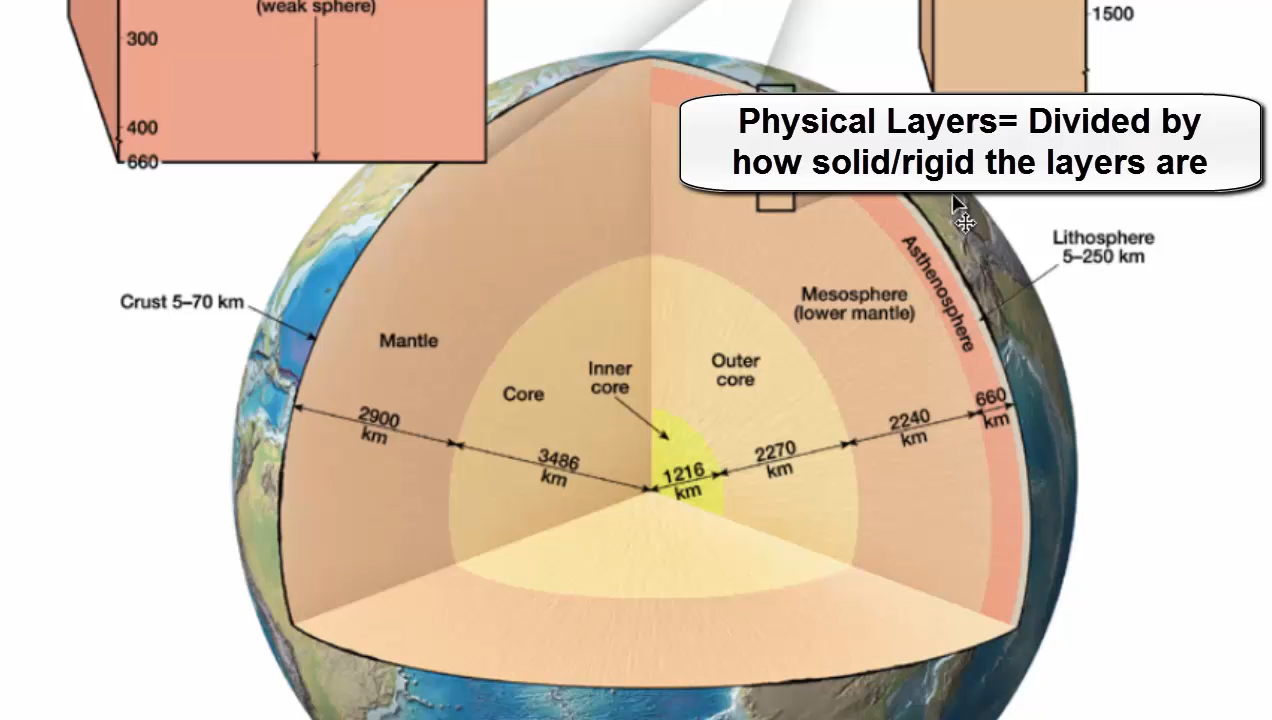 (weak sphere)
300
400
660
1500
Physical Layers= Divided by
how solid/rigid the layers are
Lithosphere
5–250 km
Asthenosphere
Crust 5–70 km
Mesosphere
(lower mantle)
Mantle
Outer
core
Inner
core
Core
2900
km
3486
km
1216
km
2270
km
2240
km
660
km